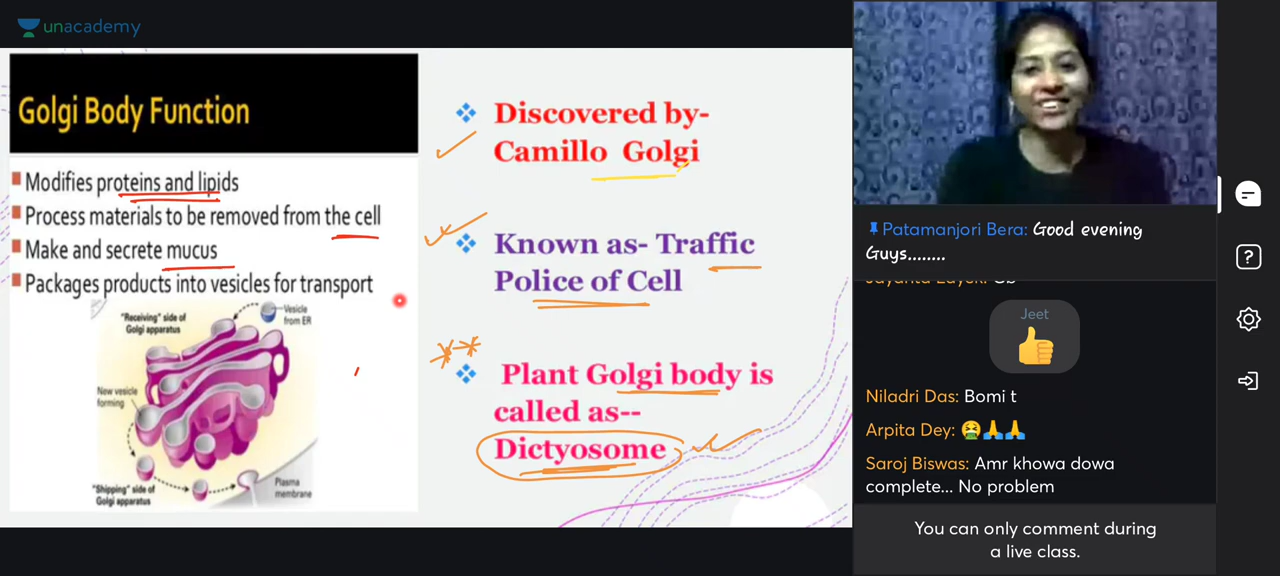 unacademy
Golgi Body Function
Modifies proteins and lipids
Process materials to be removed from the cell
Make and secrete mucus
Packages products into vesicles for transport
"Receiving" side of
Golgi apparatus
Vesicle
from ER
New vesicle
forming
"Shipping" side of
Golgi apparatus
Plasma
membrane
Discovered by-
Camillo Golgi
Known as- Traffic
Police of Cell
Plant Golgi body is
called as--
Dictyosome
Patamanjori Bera: Good evening
Guys........
Jeet
Niladri Das: Bomi t
Arpita Dey: 🤮🙏🙏
Saroj Biswas: Amr khowa dowa
complete... No problem
You can only comment during
a live class.